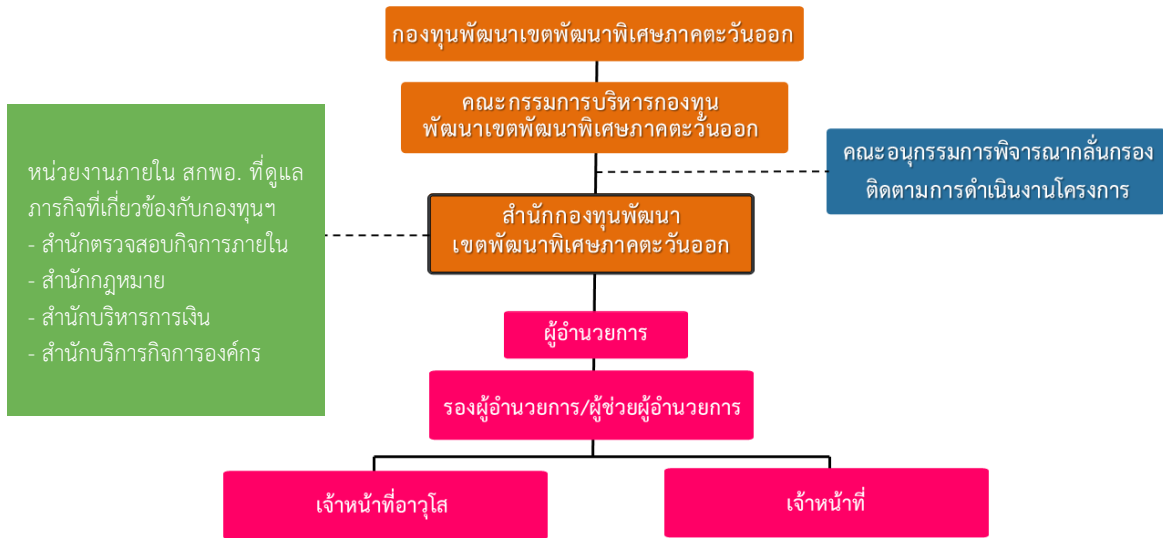 กองทุนพัฒนาเขตพัฒนาพิเศษภาคตะวันออก
คณะกรรมการบริหารกองทุน
พัฒนาเขตพัฒนาพิเศษภาคตะวันออก
คณะอนุกรรมการพิจารณากลั่นกรอง
ติดตามการดำเนินงานโครงการ
หน่วยงานภายใน สกพอ. ที่ดูแล
ภารกิจที่เกี่ยวข้องกับกองทุนฯ
- สำนักตรวจสอบกิจการภายใน
- สำนักกฎหมาย
- สำนักบริหารการเงิน
- สำนักบริการกิจการองค์กร
สำนักกองทุนพัฒนา
เขตพัฒนาพิเศษภาคตะวันออก
ผู้อำนวยการ
รองผู้อำนวยการ/ผู้ช่วยผู้อำนวยการ
เจ้าหน้าที่อาวุโส
เจ้าหน้าที่